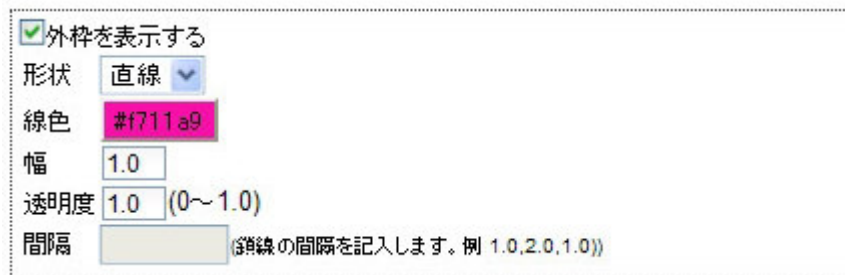 外枠を表示する
形状 直線
線色 #f711a9
幅 1.0
透明度 1.0 (0～1.0)
間隔 (鎖線の間隔を記入します。例 1.0,2.0,1.0))